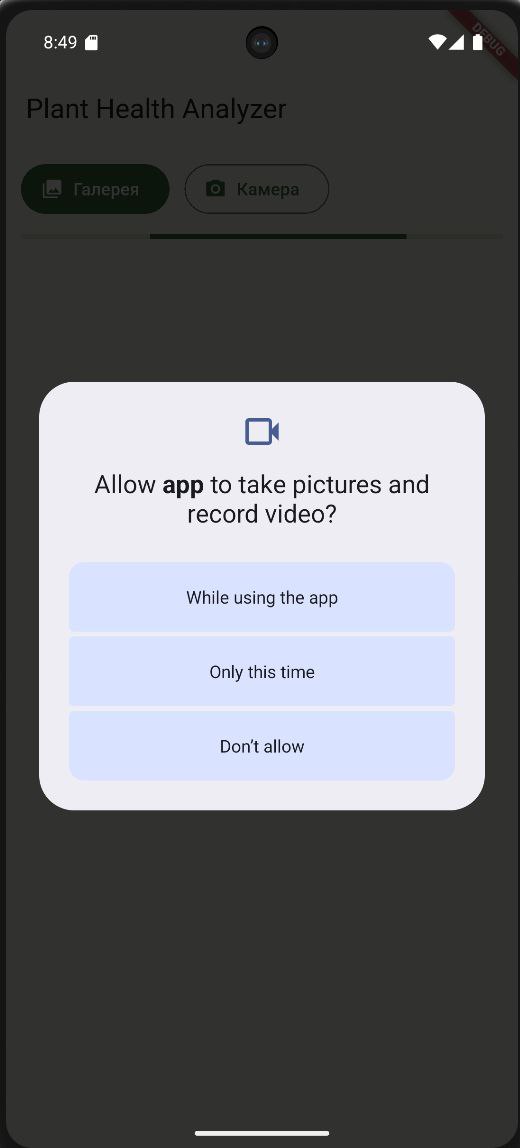 8:49
DEBUG
Plant Health Analyzer
Галерея
Камера
Allow app to take pictures and
record video?
While using the app
Only this time
Don’t allow